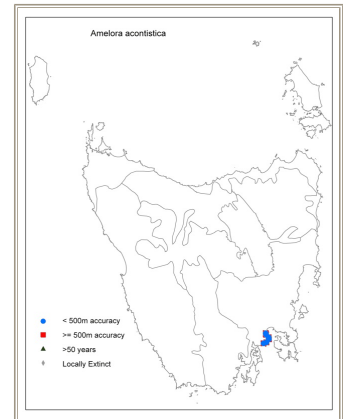 Amelora acontistica
< 500m accuracy
>= 500m accuracy
>50 years
Locally Extinct